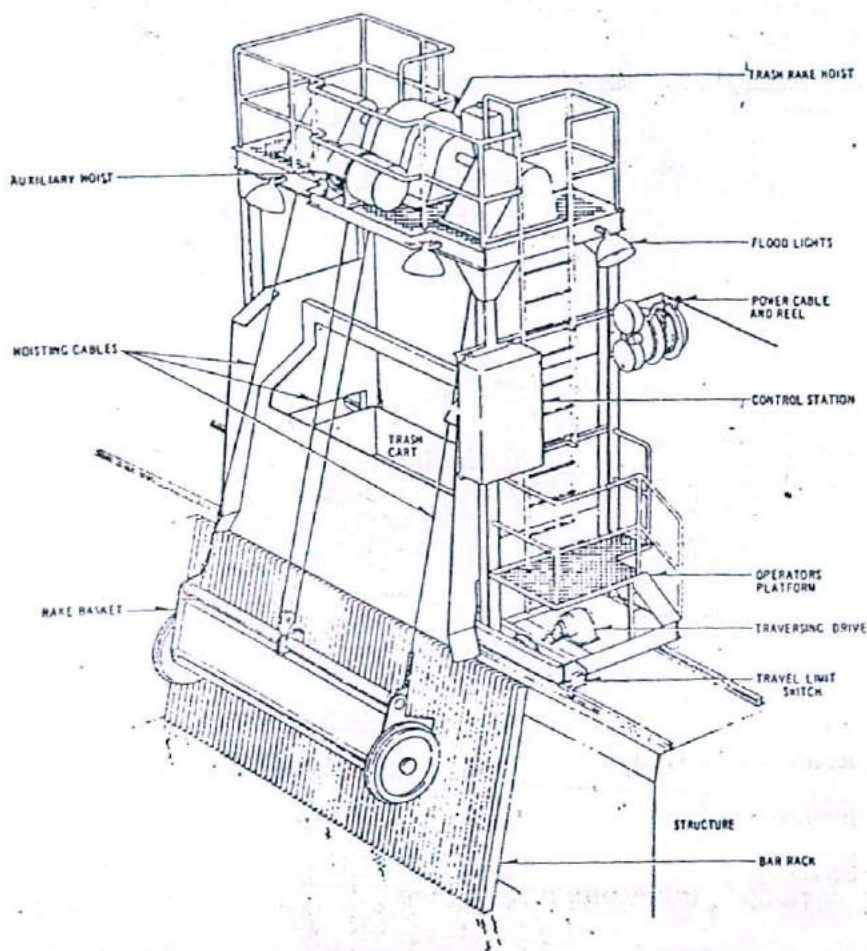 TRASH RAKE HOIST
AUXILIARY HOIST
FLOOD LIGHTS
POWER CABLE
AND REEL
HOISTING CABLES
CONTROL STATION
TRASH
CART
OPERATORS
PLATFORM
RAKE BASKET
TRAVERSING DRIVE
TRAVEL LIMIT
SWITCH
STRUCTURE
BAR RACK